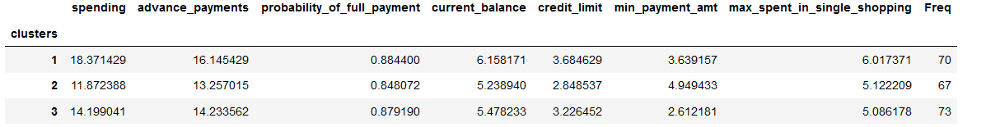 spending advance_payments probability_of_full_payment current_balance credit_limit min_payment_amt max_spent_in_single_shopping Freq
clusters
1 18.371429 16.145429 0.884400 6.158171 3.684629 3.639157 6.017371 70
2 11.872388 13.257015 0.848072 5.238940 2.848537 4.949433 5.122209 67
3 14.199041 14.233562 0.879190 5.478233 3.226452 2.612181 5.086178 73